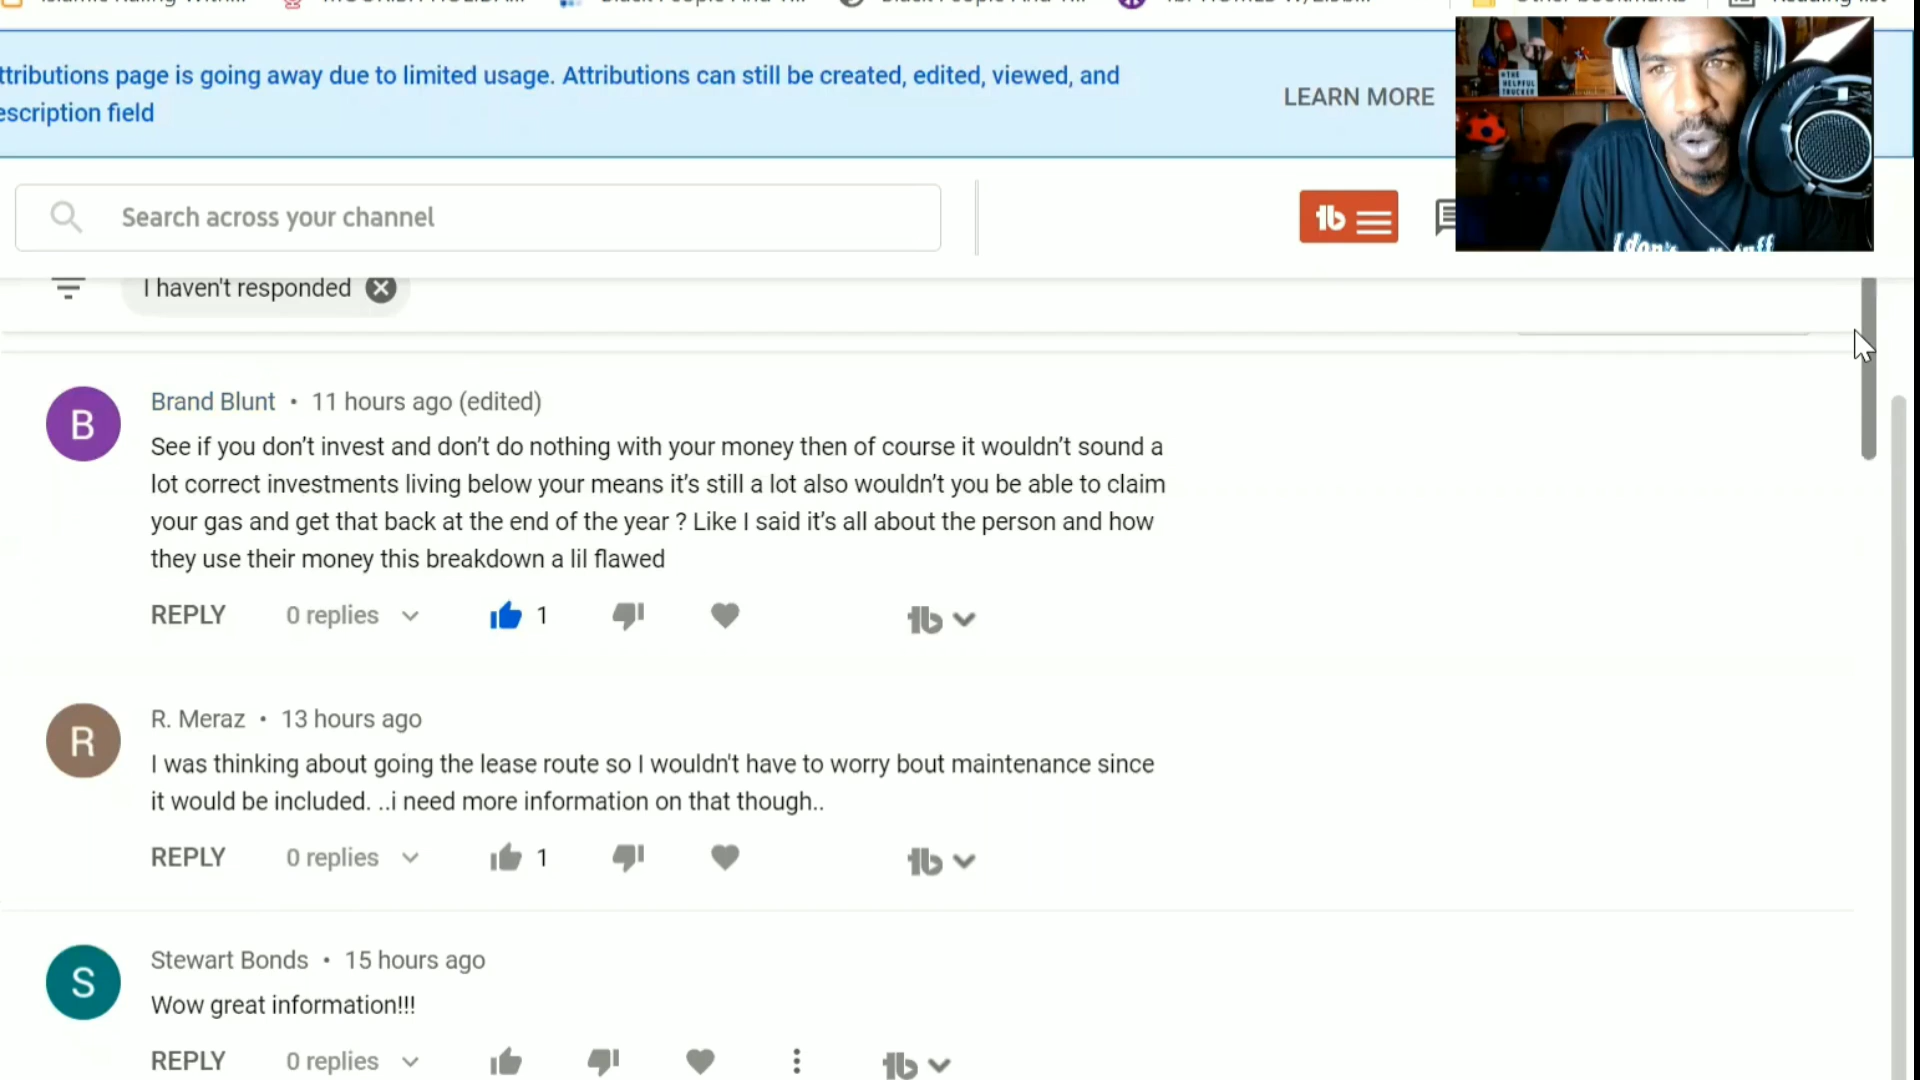 ttributions page is going away due to limited usage. Attributions can still be created, edited, viewed, and
escription field
LEARN MORE
#THE
HELPFUL
TRUCKER
Search across your channel
I haven't responded
Brand Blunt • 11 hours ago (edited)
See if you don’t invest and don’t do nothing with your money then of course it wouldn’t sound a
lot correct investments living below your means it’s still a lot also wouldn’t you be able to claim
your gas and get that back at the end of the year ? Like I said it’s all about the person and how
they use their money this breakdown a lil flawed
REPLY 0 replies 1
R. Meraz • 13 hours ago
I was thinking about going the lease route so I wouldn't have to worry bout maintenance since
it would be included. ..i need more information on that though..
REPLY 0 replies 1
Stewart Bonds • 15 hours ago
Wow great information!!!
REPLY 0 replies
B
R
S